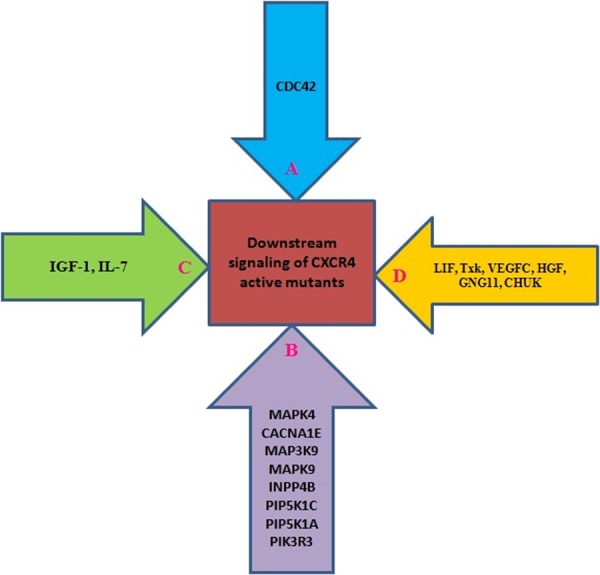 CDC42
A
Downstream
signaling of CXCR4
active mutants
IGF-1, IL-7
C
D
LIF, Txk, VEGFC, HGF,
GNG11, CHUK
B
MAPK4
CACNA1E
MAP3K9
MAPK9
INPP4B
PIP5K1C
PIP5K1A
PIK3R3